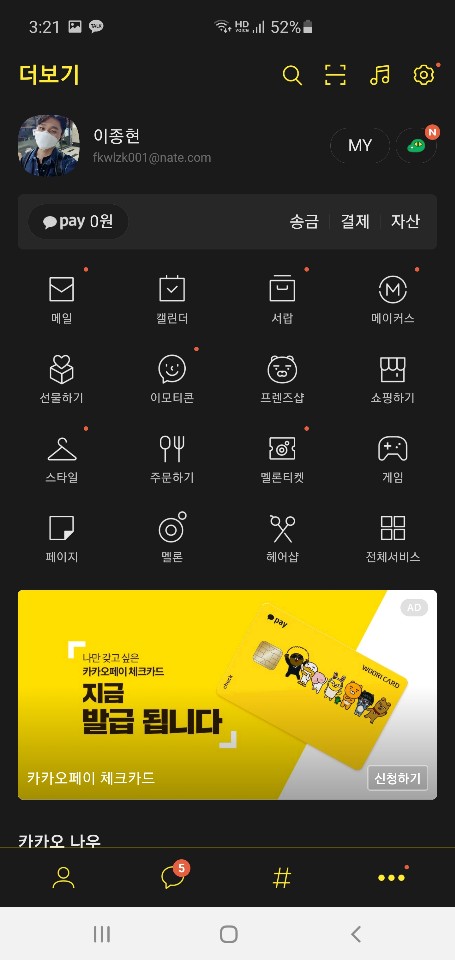 3:21 TALK HD VOICE 52%
더보기
이종현
fkwlzk001@nate.com
MY
N
pay 0원 송금 결제 자산
메일 캘린더 서랍 메이커스
선물하기 이모티콘 프렌즈샵 쇼핑하기
스타일 주문하기 멜론티켓 게임
페이지 멜론 헤어샵 전체서비스
AD
나만 갖고 싶은
카카오페이 체크카드
지금
발급 됩니다
pay
check
WOORI CARD
카카오페이 체크카드
신청하기
카카오 나우
5
#